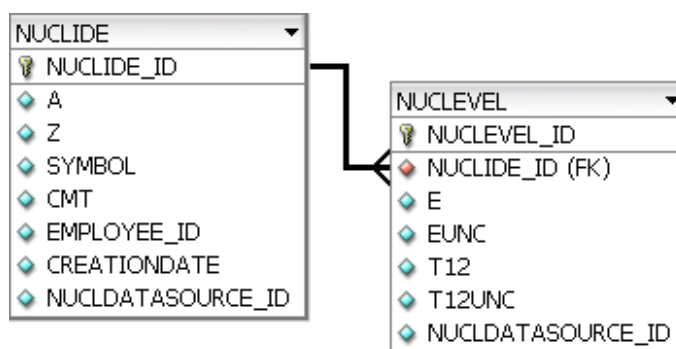 NUCLIDE
NUCLIDE_ID
A
Z
SYMBOL
CMT
EMPLOYEE_ID
CREATIONDATE
NUCLDATASOURCE_ID
NUCLEVEL
NUCLEVEL_ID
NUCLIDE_ID (FK)
E
EUNC
T12
T12UNC
NUCLDATASOURCE_ID